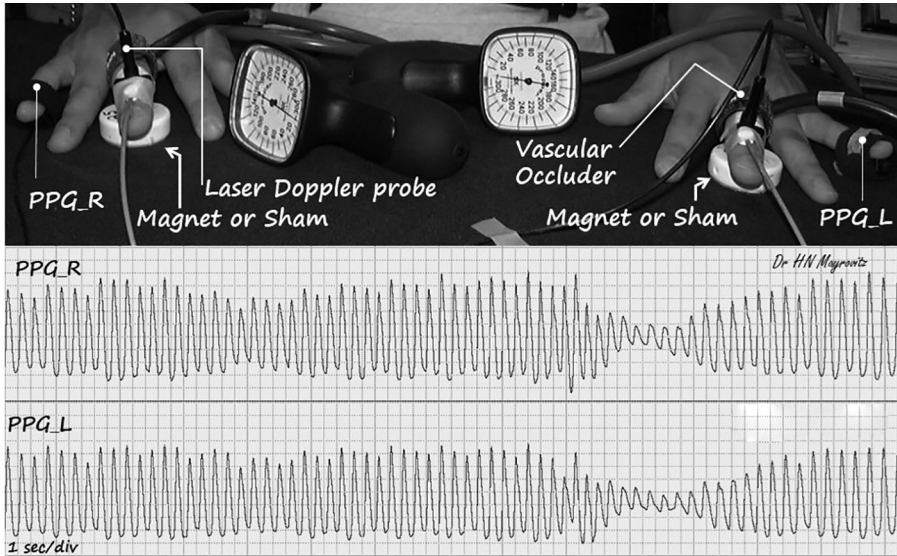 PPG_R
Laser Doppler probe
Magnet or Sham
Vascular
Occluder
Magnet or Sham
PPG_L
PPG_R
Dr HN Mayrovitz
PPG_L
1 sec/div